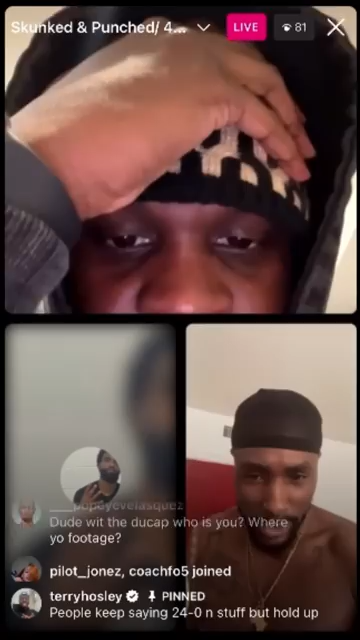 Skunked & Punched/ 4...
LIVE
81
popeyevelasquez
Dude wit the ducap who is you? Where
yo footage?
pilot_jonez, coachfo5 joined
terryhosley PINNED
People keep saying 24-0 n stuff but hold up